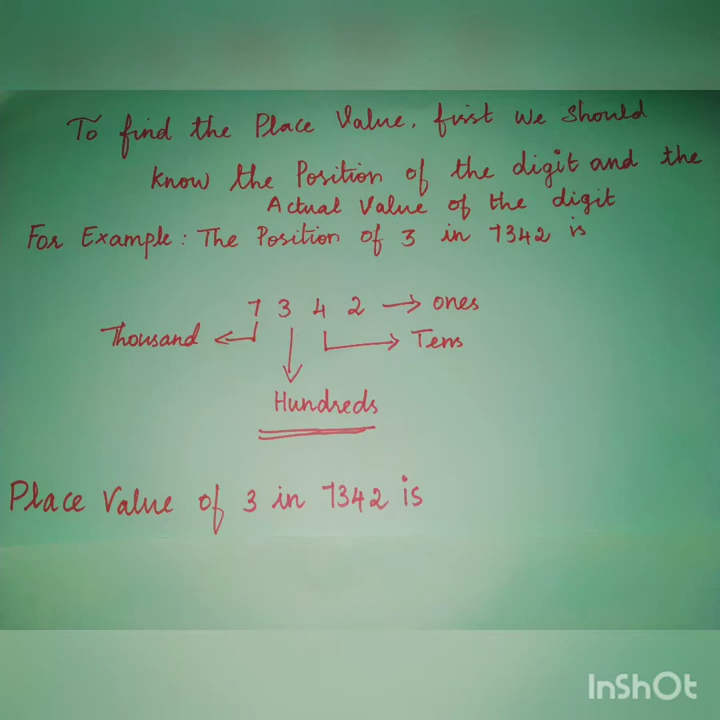 To find the Place Value, first we should
know the Position of the digit and the
Actual Value of the digit
For Example : The Position of 3 in 7342 is
7 3 4 2 → ones
Thousand ← → Tens
Hundreds
Place Value of 3 in 7342 is
InShOt